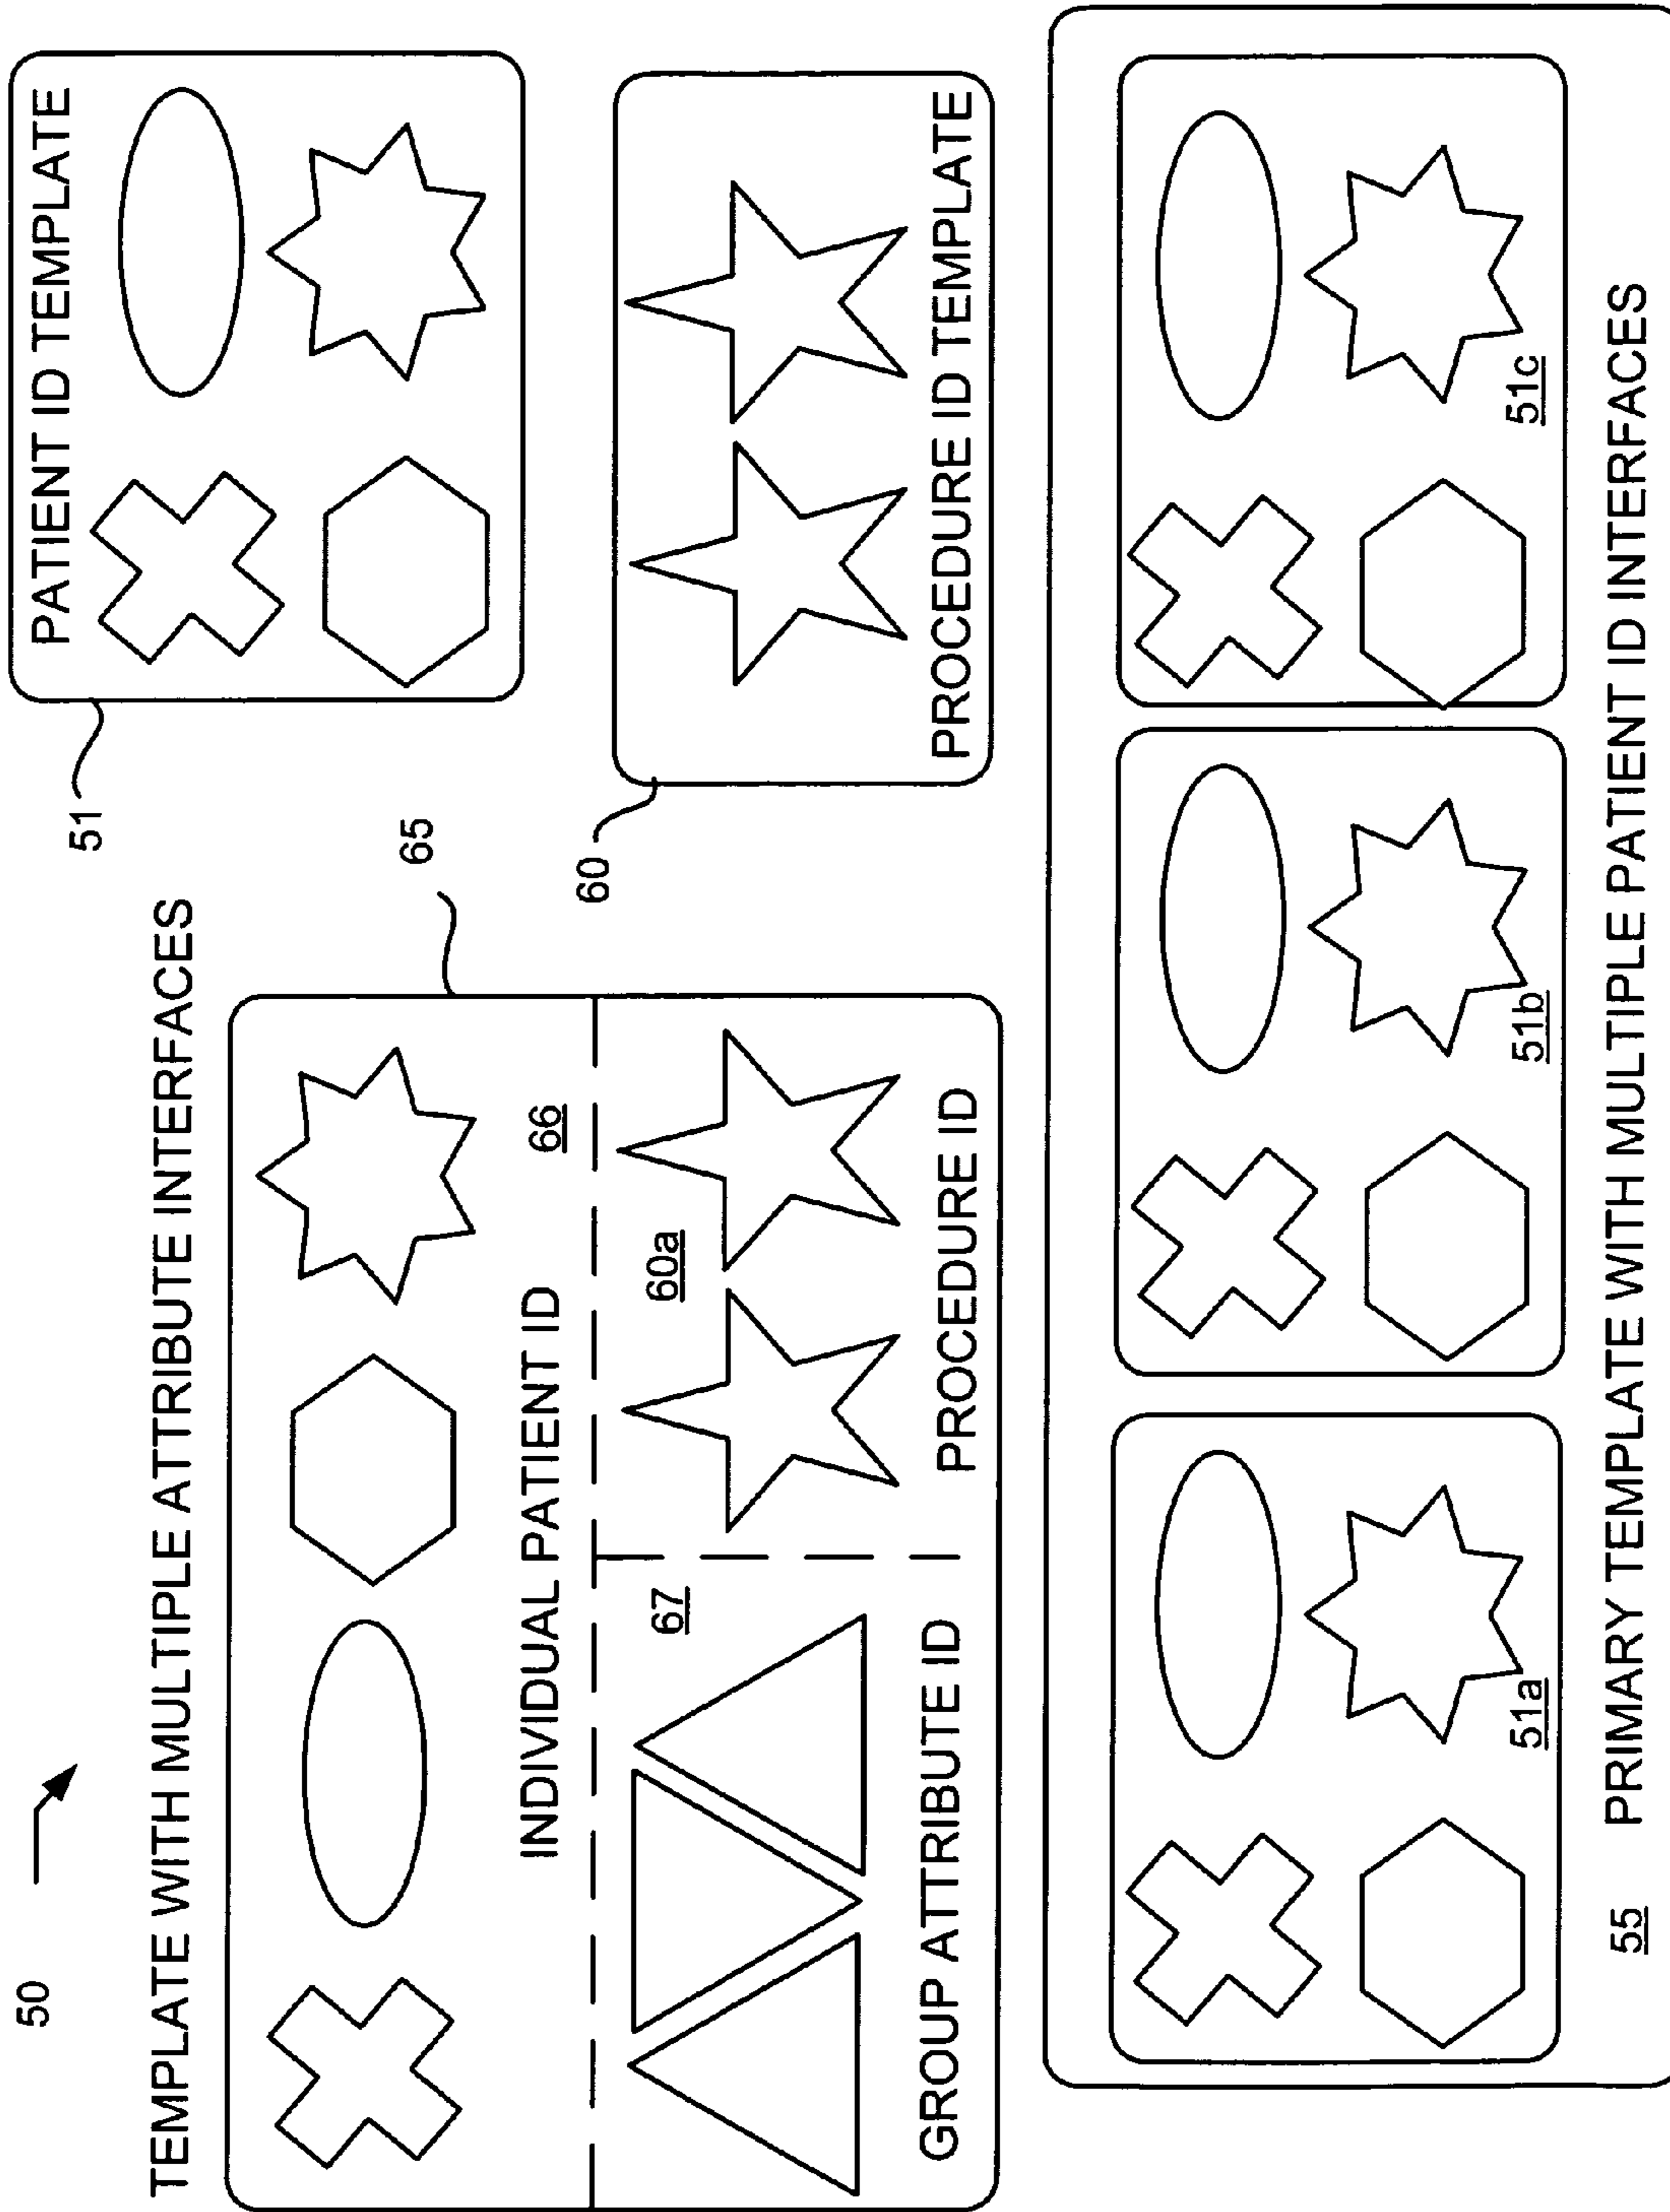 50
TEMPLATE WITH MULTIPLE ATTRIBUTE INTERFACES
65
INDIVIDUAL PATIENT ID
66
67
GROUP ATTRIBUTE ID
60a
PROCEDURE ID
51
PATIENT ID TEMPLATE
60
PROCEDURE ID TEMPLATE
51a
51b
51c
55
PRIMARY TEMPLATE WITH MULTIPLE PATIENT ID INTERFACES